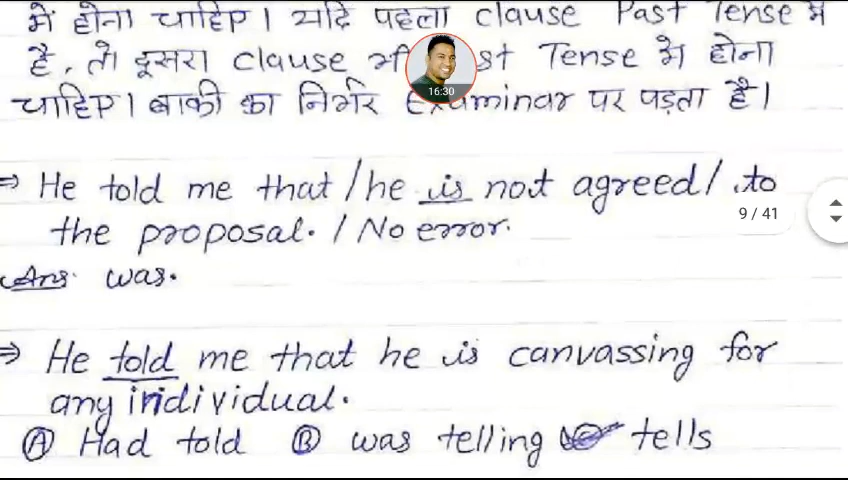 में होना चाहिए। यदि पहला clause Past Tense में
है, तो दूसरा clause भी st Tense में होना
चाहिए। बाकी का निर्भर Examinar पर पड़ता है।
16:30
⇒ He told me that / he is not agreed / to
the proposal. / No error.
9 / 41
Ans. was.
⇒ He told me that he is canvassing for
any individual.
Ⓐ Had told Ⓑ was telling tells